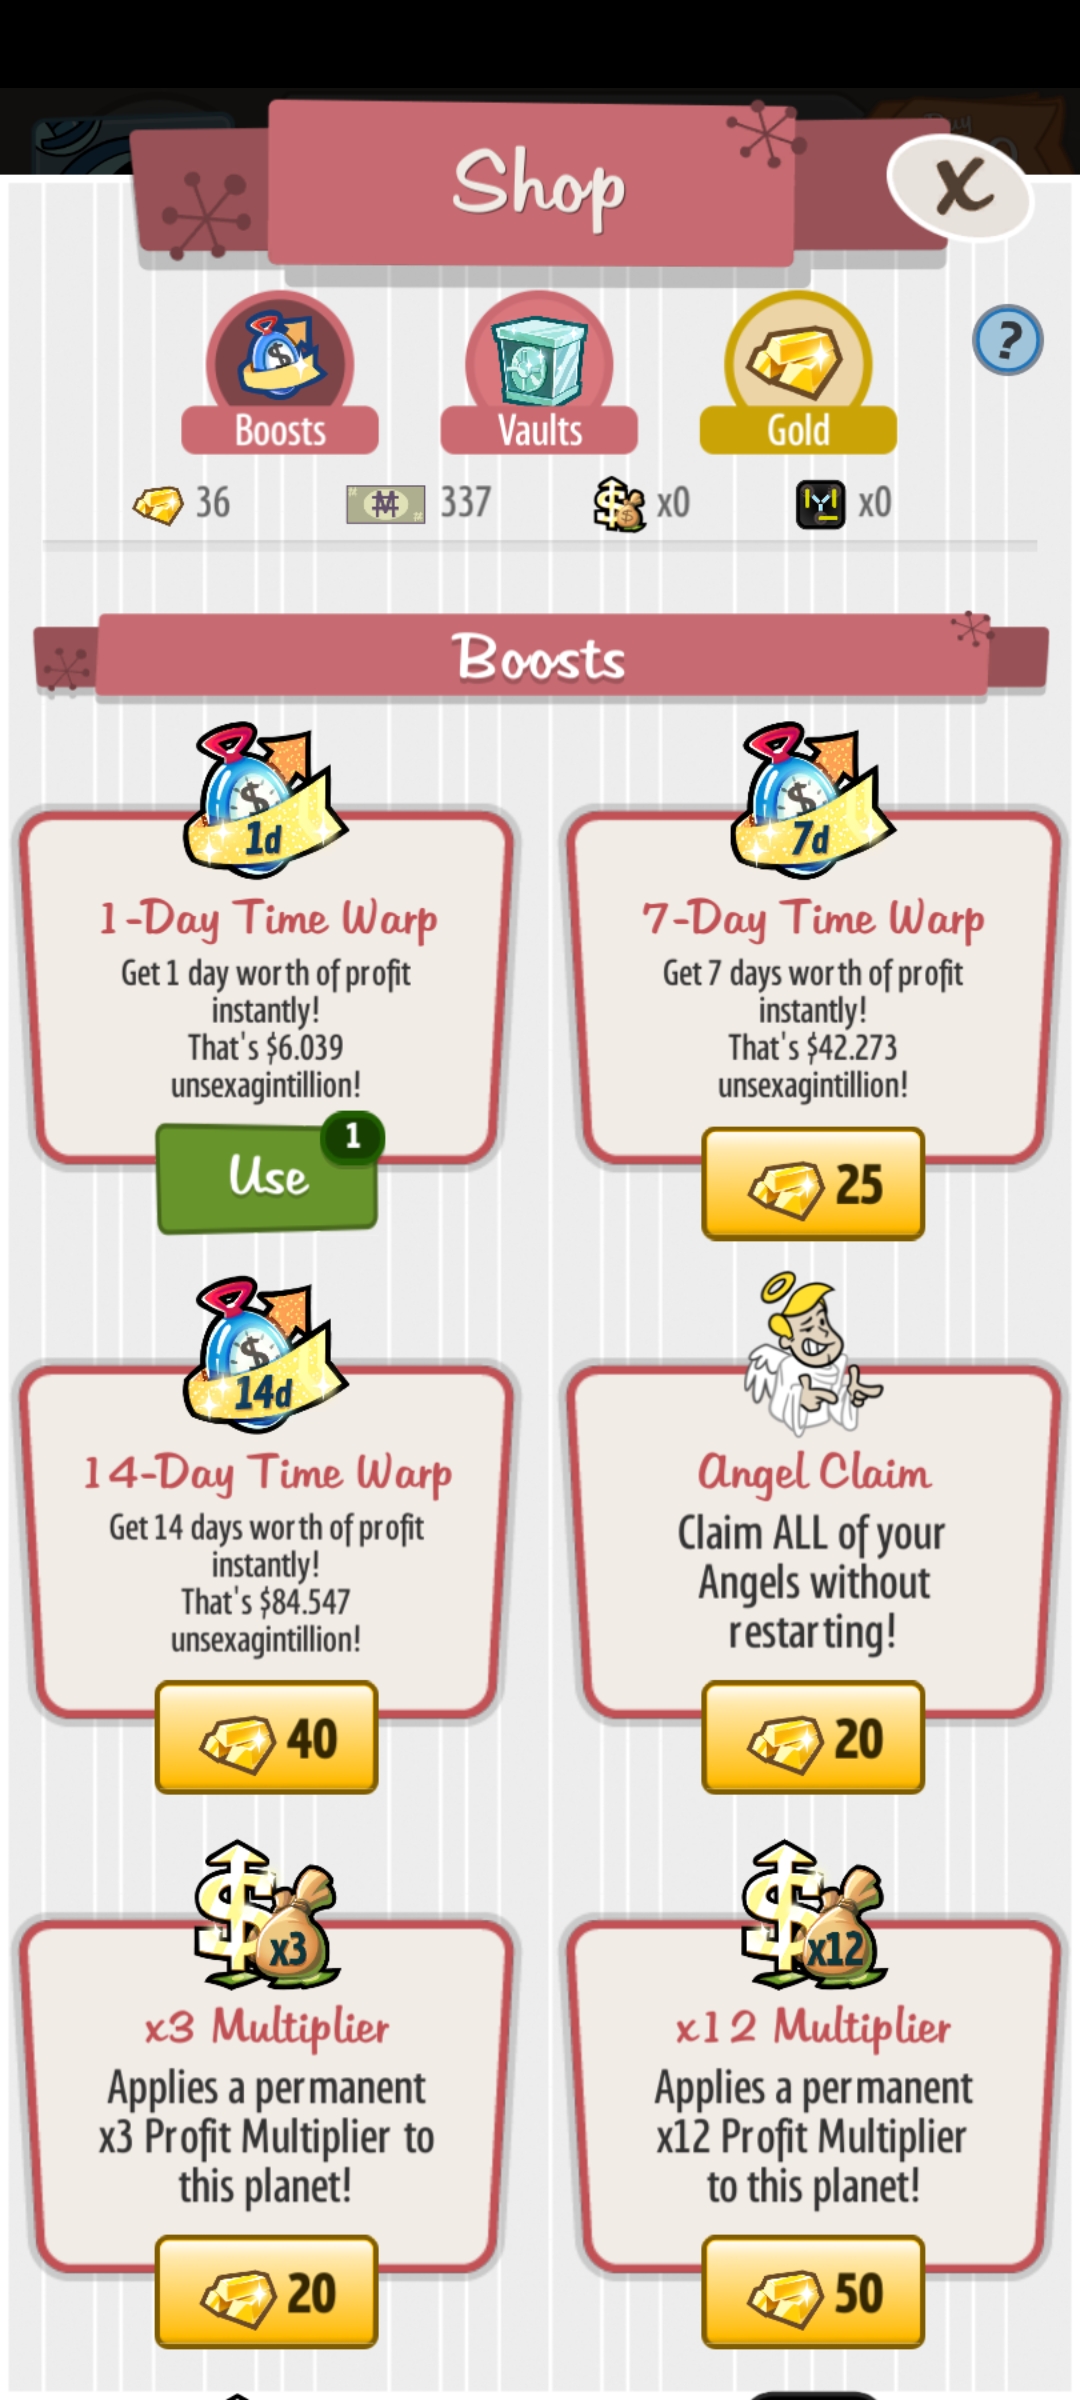 Shop
x
Boosts
Vaults
Gold
?
36
337
x0
x0
Boosts
1d
1-Day Time Warp
Get 1 day worth of profit
instantly!
That's $6.039
unsexagintillion!
Use
1
7d
7-Day Time Warp
Get 7 days worth of profit
instantly!
That's $42.273
unsexagintillion!
25
14d
14-Day Time Warp
Get 14 days worth of profit
instantly!
That's $84.547
unsexagintillion!
40
Angel Claim
Claim ALL of your
Angels without
restarting!
20
x3
x3 Multiplier
Applies a permanent
x3 Profit Multiplier to
this planet!
20
x12
x12 Multiplier
Applies a permanent
x12 Profit Multiplier
to this planet!
50